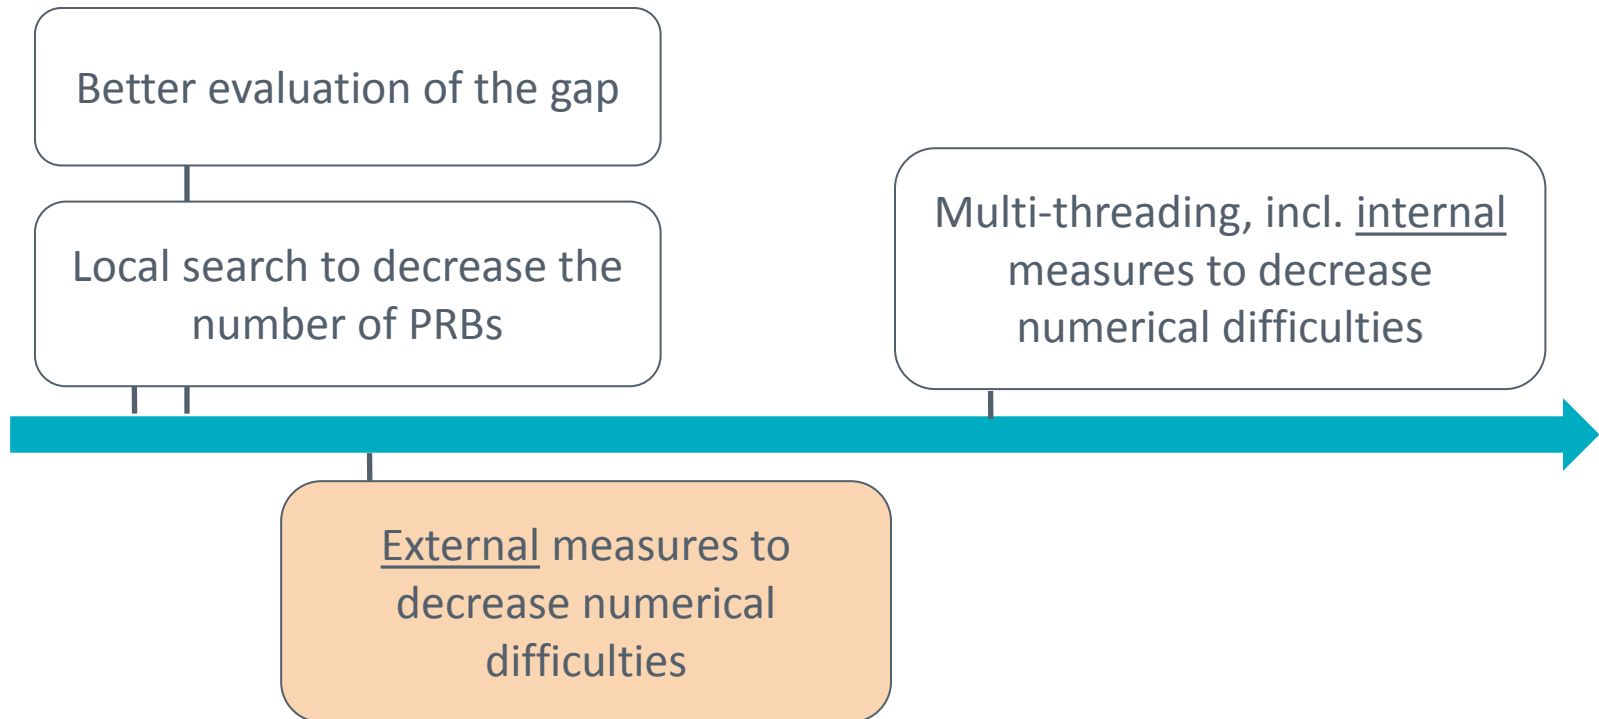 Better evaluation of the gap
Local search to decrease the
number of PRBs
Multi-threading, incl. internal
measures to decrease
numerical difficulties
External measures to
decrease numerical
difficulties